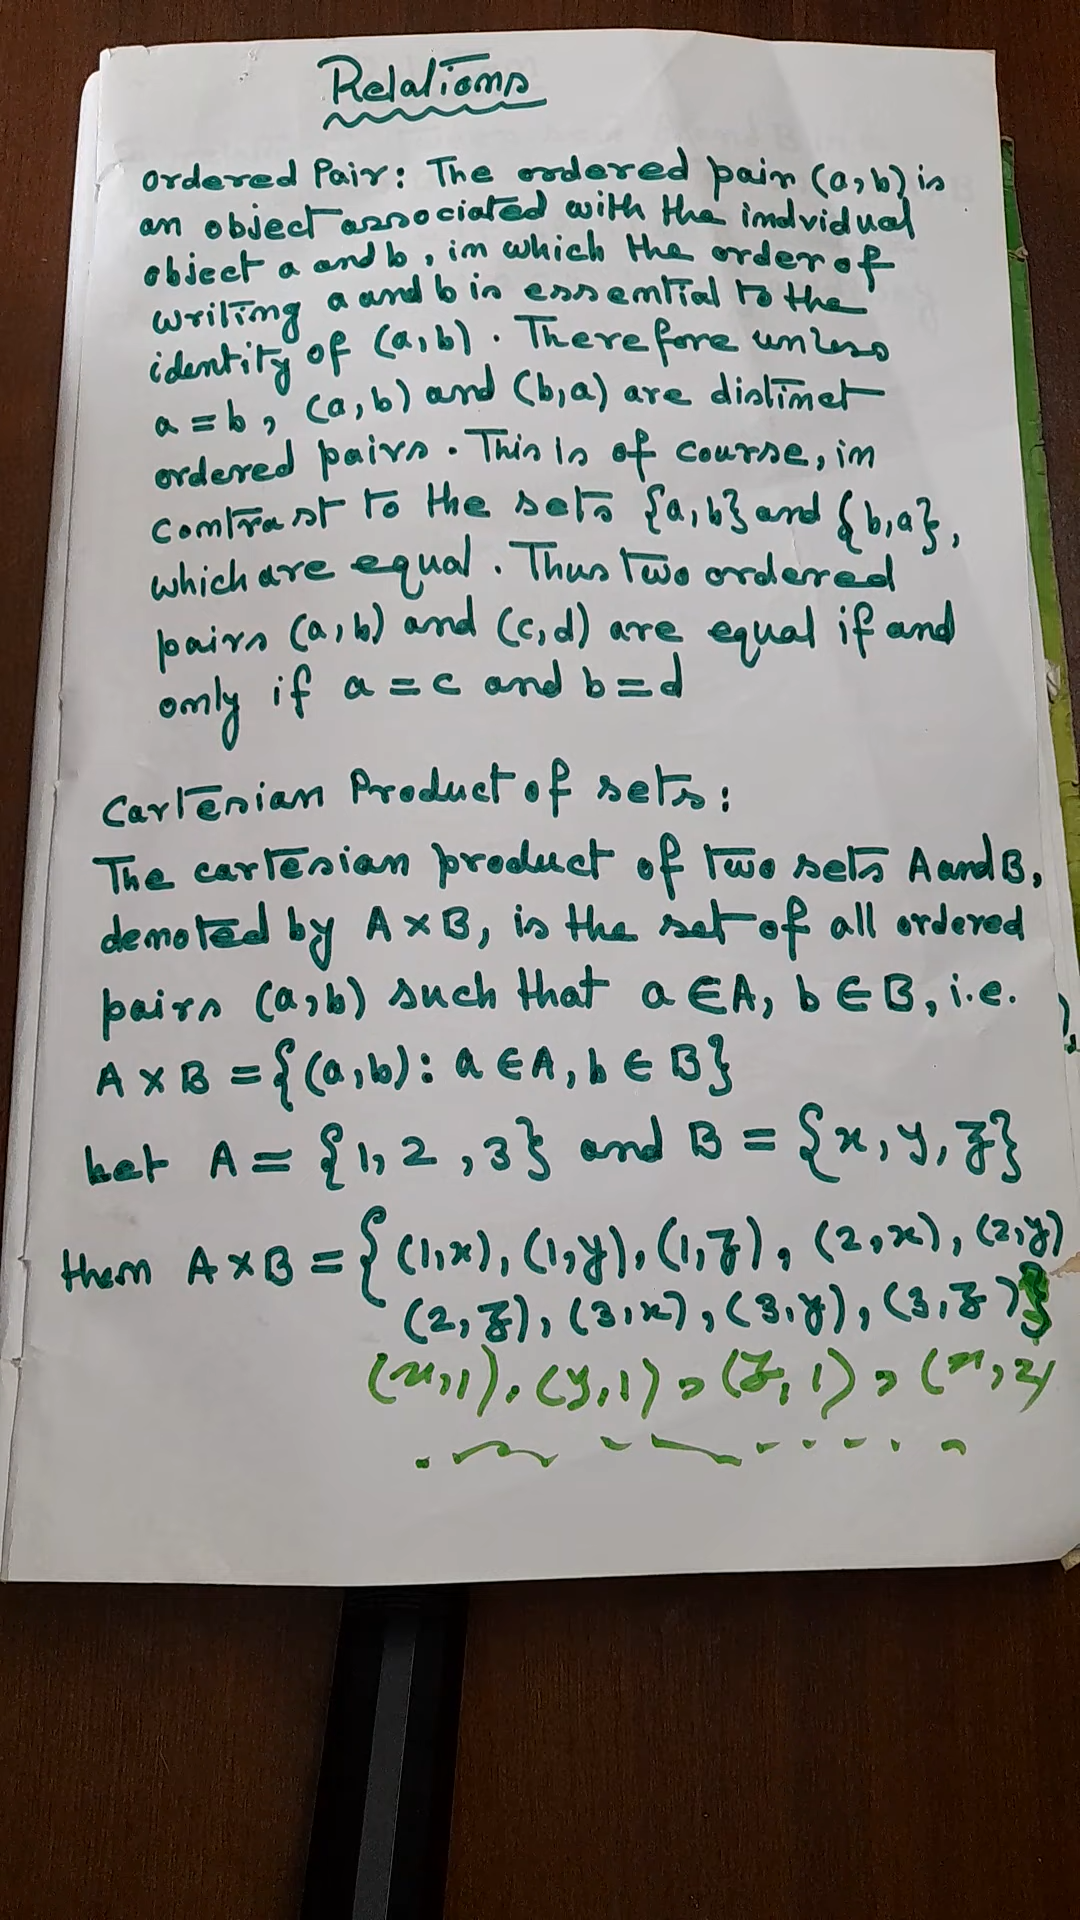 Relations
Ordered Pair: The ordered pair (a, b) is
an object associated with the indvidual
object a and b, in which the order of
writing a and b is essential to the
identity of (a, b). Therefore unless
a = b, (a, b) and (b, a) are distinct
ordered pairs. This is of course, in
contrast to the sets {a, b} and {b, a},
which are equal. Thus two ordered
pairs (a, b) and (c, d) are equal if and
only if a = c and b = d
Cartesian Product of sets:
The cartesian product of two sets A and B,
denoted by A × B, is the set of all ordered
pairs (a, b) such that a ∈ A, b ∈ B, i.e.
A × B = {(a, b): a ∈ A, b ∈ B}
Let A = {1, 2, 3} and B = {x, y, z}
then A × B = {(1, x), (1, y), (1, z), (2, x), (2, y)
(2, z), (3, x), (3, y), (3, z)}
(x, 1), (y, 1), (z, 1), (x, 2)